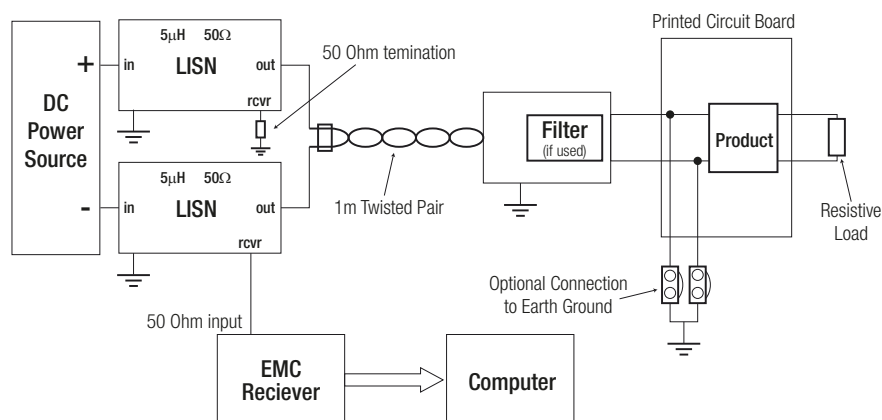 Printed Circuit Board
5μH 50Ω
LISN
in
out
rcvr
50 Ohm temination
+
DC
Power
Source
-
5μH 50Ω
LISN
in
out
rcvr
1m Twisted Pair
Filter
(if used)
Product
Resistive
Load
Optional Connection
to Earth Ground
50 Ohm input
EMC
Reciever
Computer